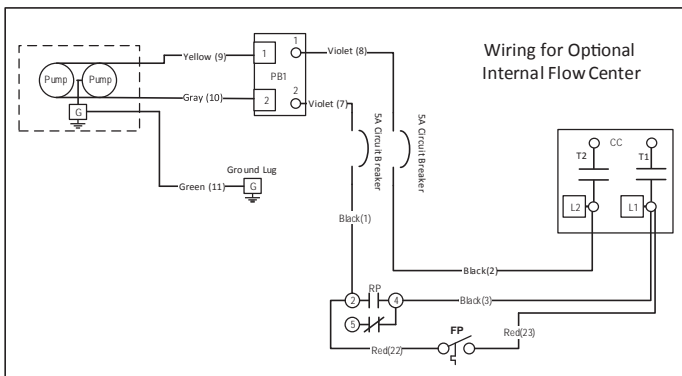 Wiring for Optional
Internal Flow Center
Yellow (9)
1
1
Violet (8)
Pump
Pump
PB1
Gray (10)
2
2
Violet (7)
G
5A Circuit Breaker
5A Circuit Breaker
Ground Lug
Green (11)
G
CC
T2
T1
L2
L1
Black(1)
Black(2)
RP
2
4
Black(3)
5
FP
Red(23)
Red(22)